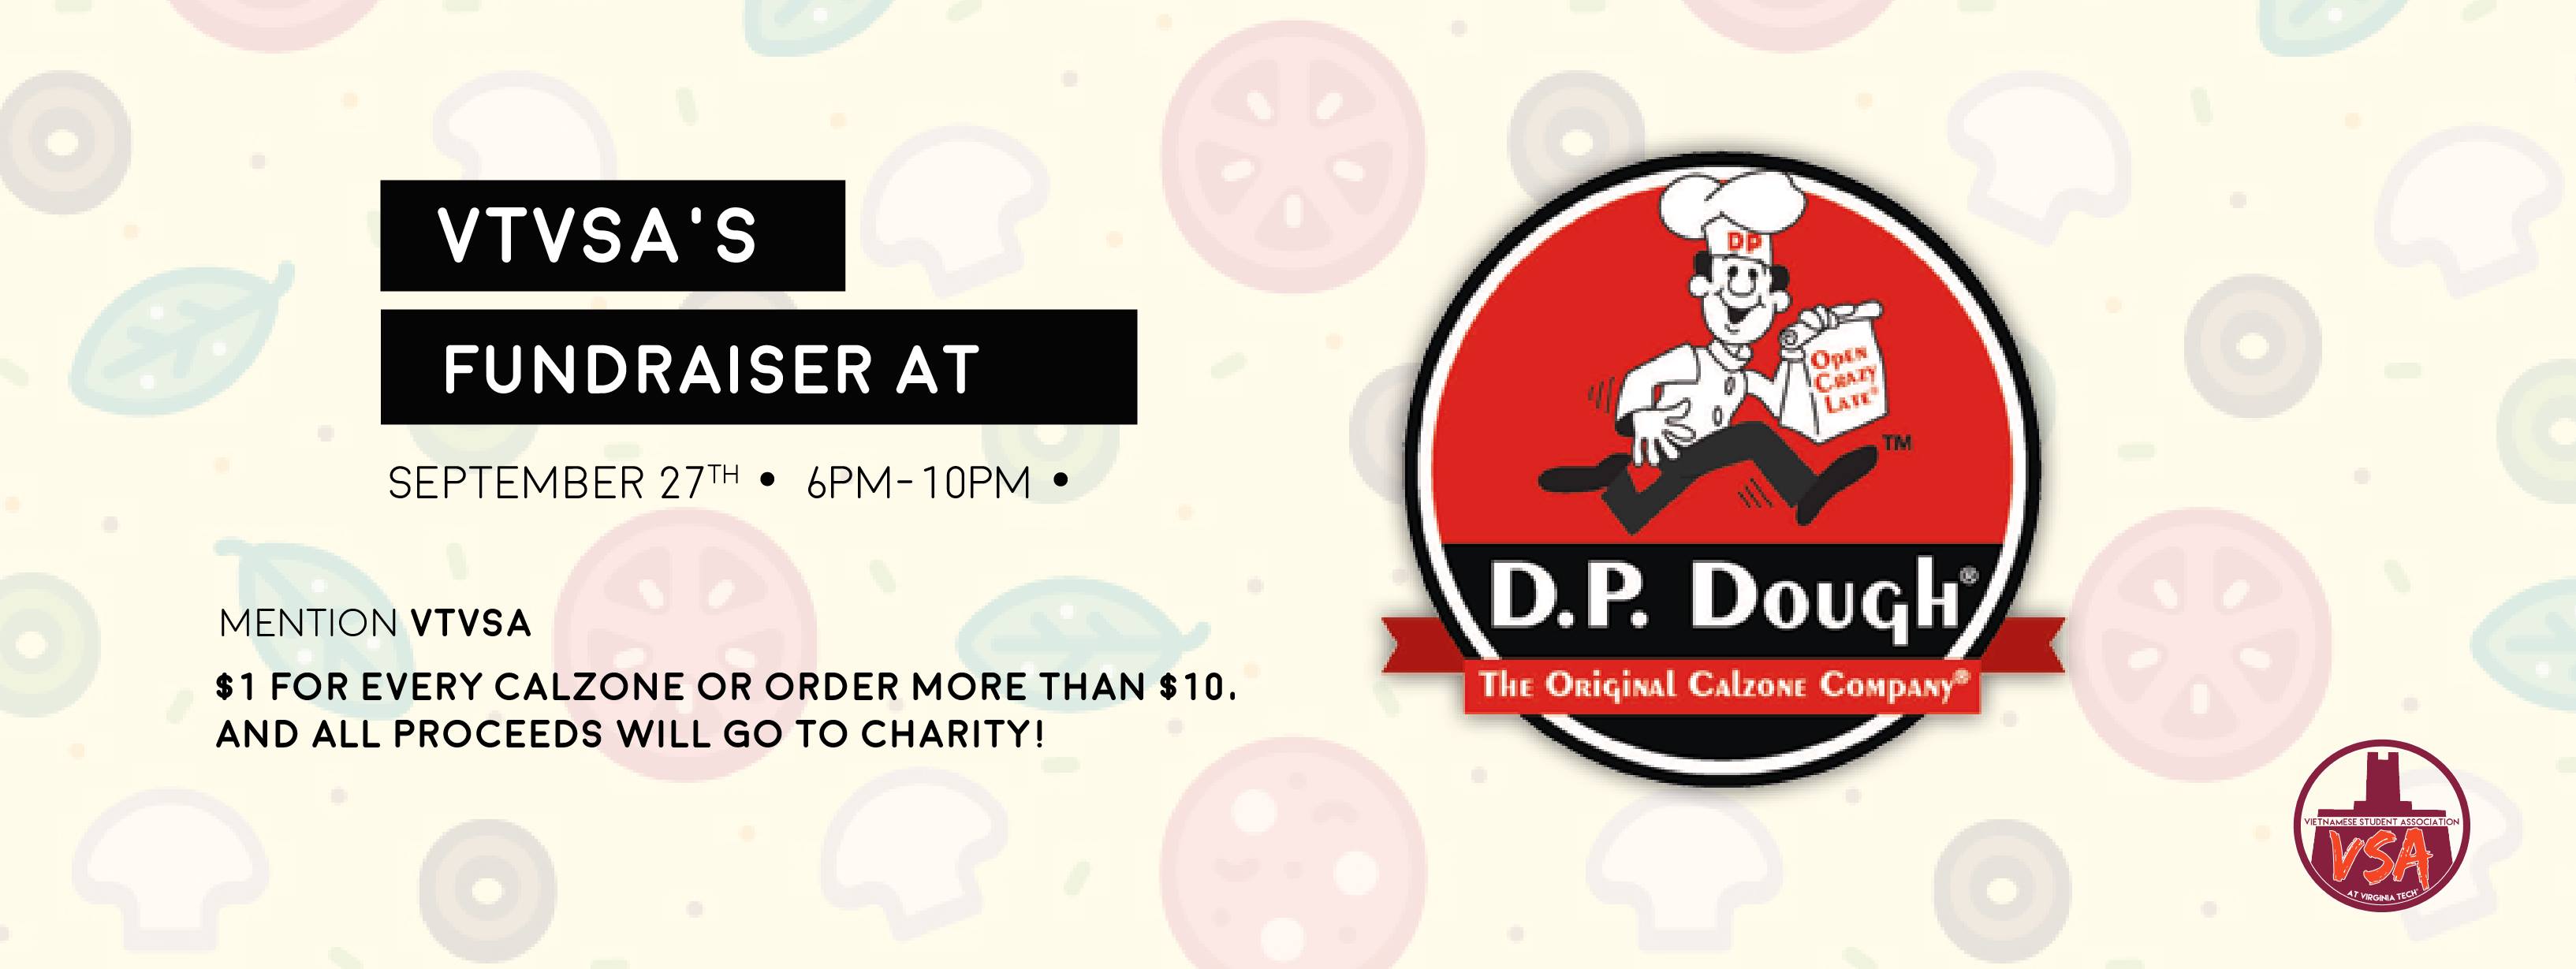 VTVSA'S
FUNDRAISER AT
SEPTEMBER 27TH • 6PM-10PM •
MENTION VTVSA
$1 FOR EVERY CALZONE OR ORDER MORE THAN $10.
AND ALL PROCEEDS WILL GO TO CHARITY!
DP
OPEN
CRAZY
LATE®
TM
D.P. Dough®
The Original Calzone Company®
VIETNAMESE STUDENT ASSOCIATION
VSA
AT VIRGINIA TECH